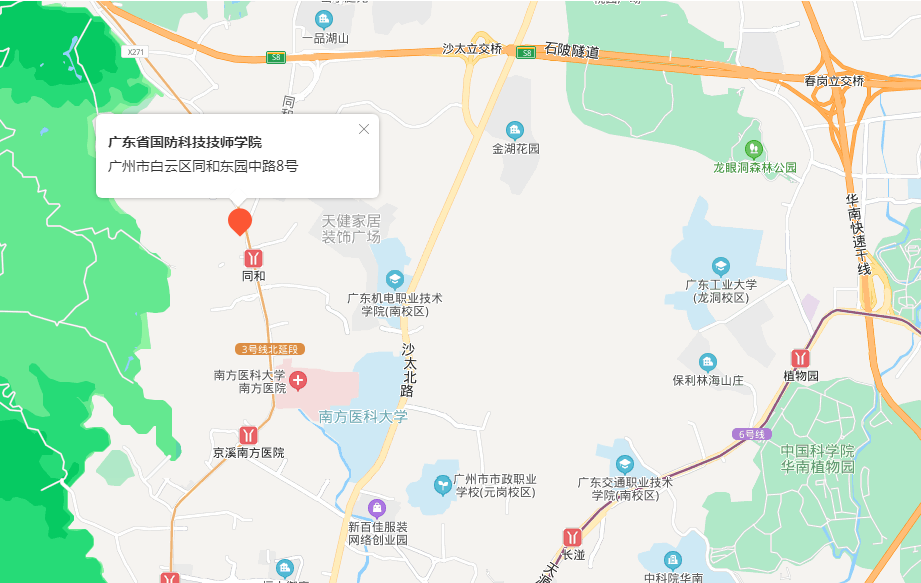 一品湖山
X271
S8
沙太立交桥
S8
石陂隧道
春岗立交桥
同和
金湖花园
龙眼洞森林公园
广东省国防科技技师学院
广州市白云区同和东园中路8号
华南快速干线
天健家居
装饰广场
同和
广东机电职业技术
学院(南校区)
广东工业大学
(龙洞校区)
3号线北延段
沙太北路
南方医科大学
南方医院
保利林海山庄
植物园
南方医科大学
6号线
京溪南方医院
中国科学院
华南植物园
广州市市政职业
学校(元岗校区)
广东交通职业技术
学院(南校区)
新百佳服装
网络创业园
长湴
中科院华南